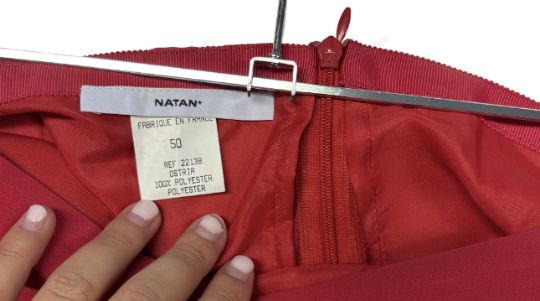 NATAN+
FABRIQUE EN FRANCE
50
REF 22138
OSTRIA
100% POLYESTER
POLYESTER